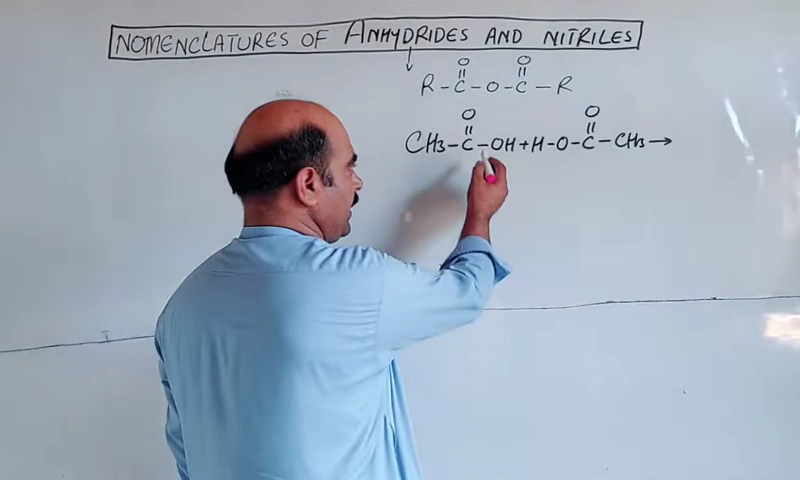 NOMENCLATURES OF ANHYDRIDES AND NITRILES
O O
R-C-O-C-R
O O
CH3-C-OH+H-O-C-CH3→